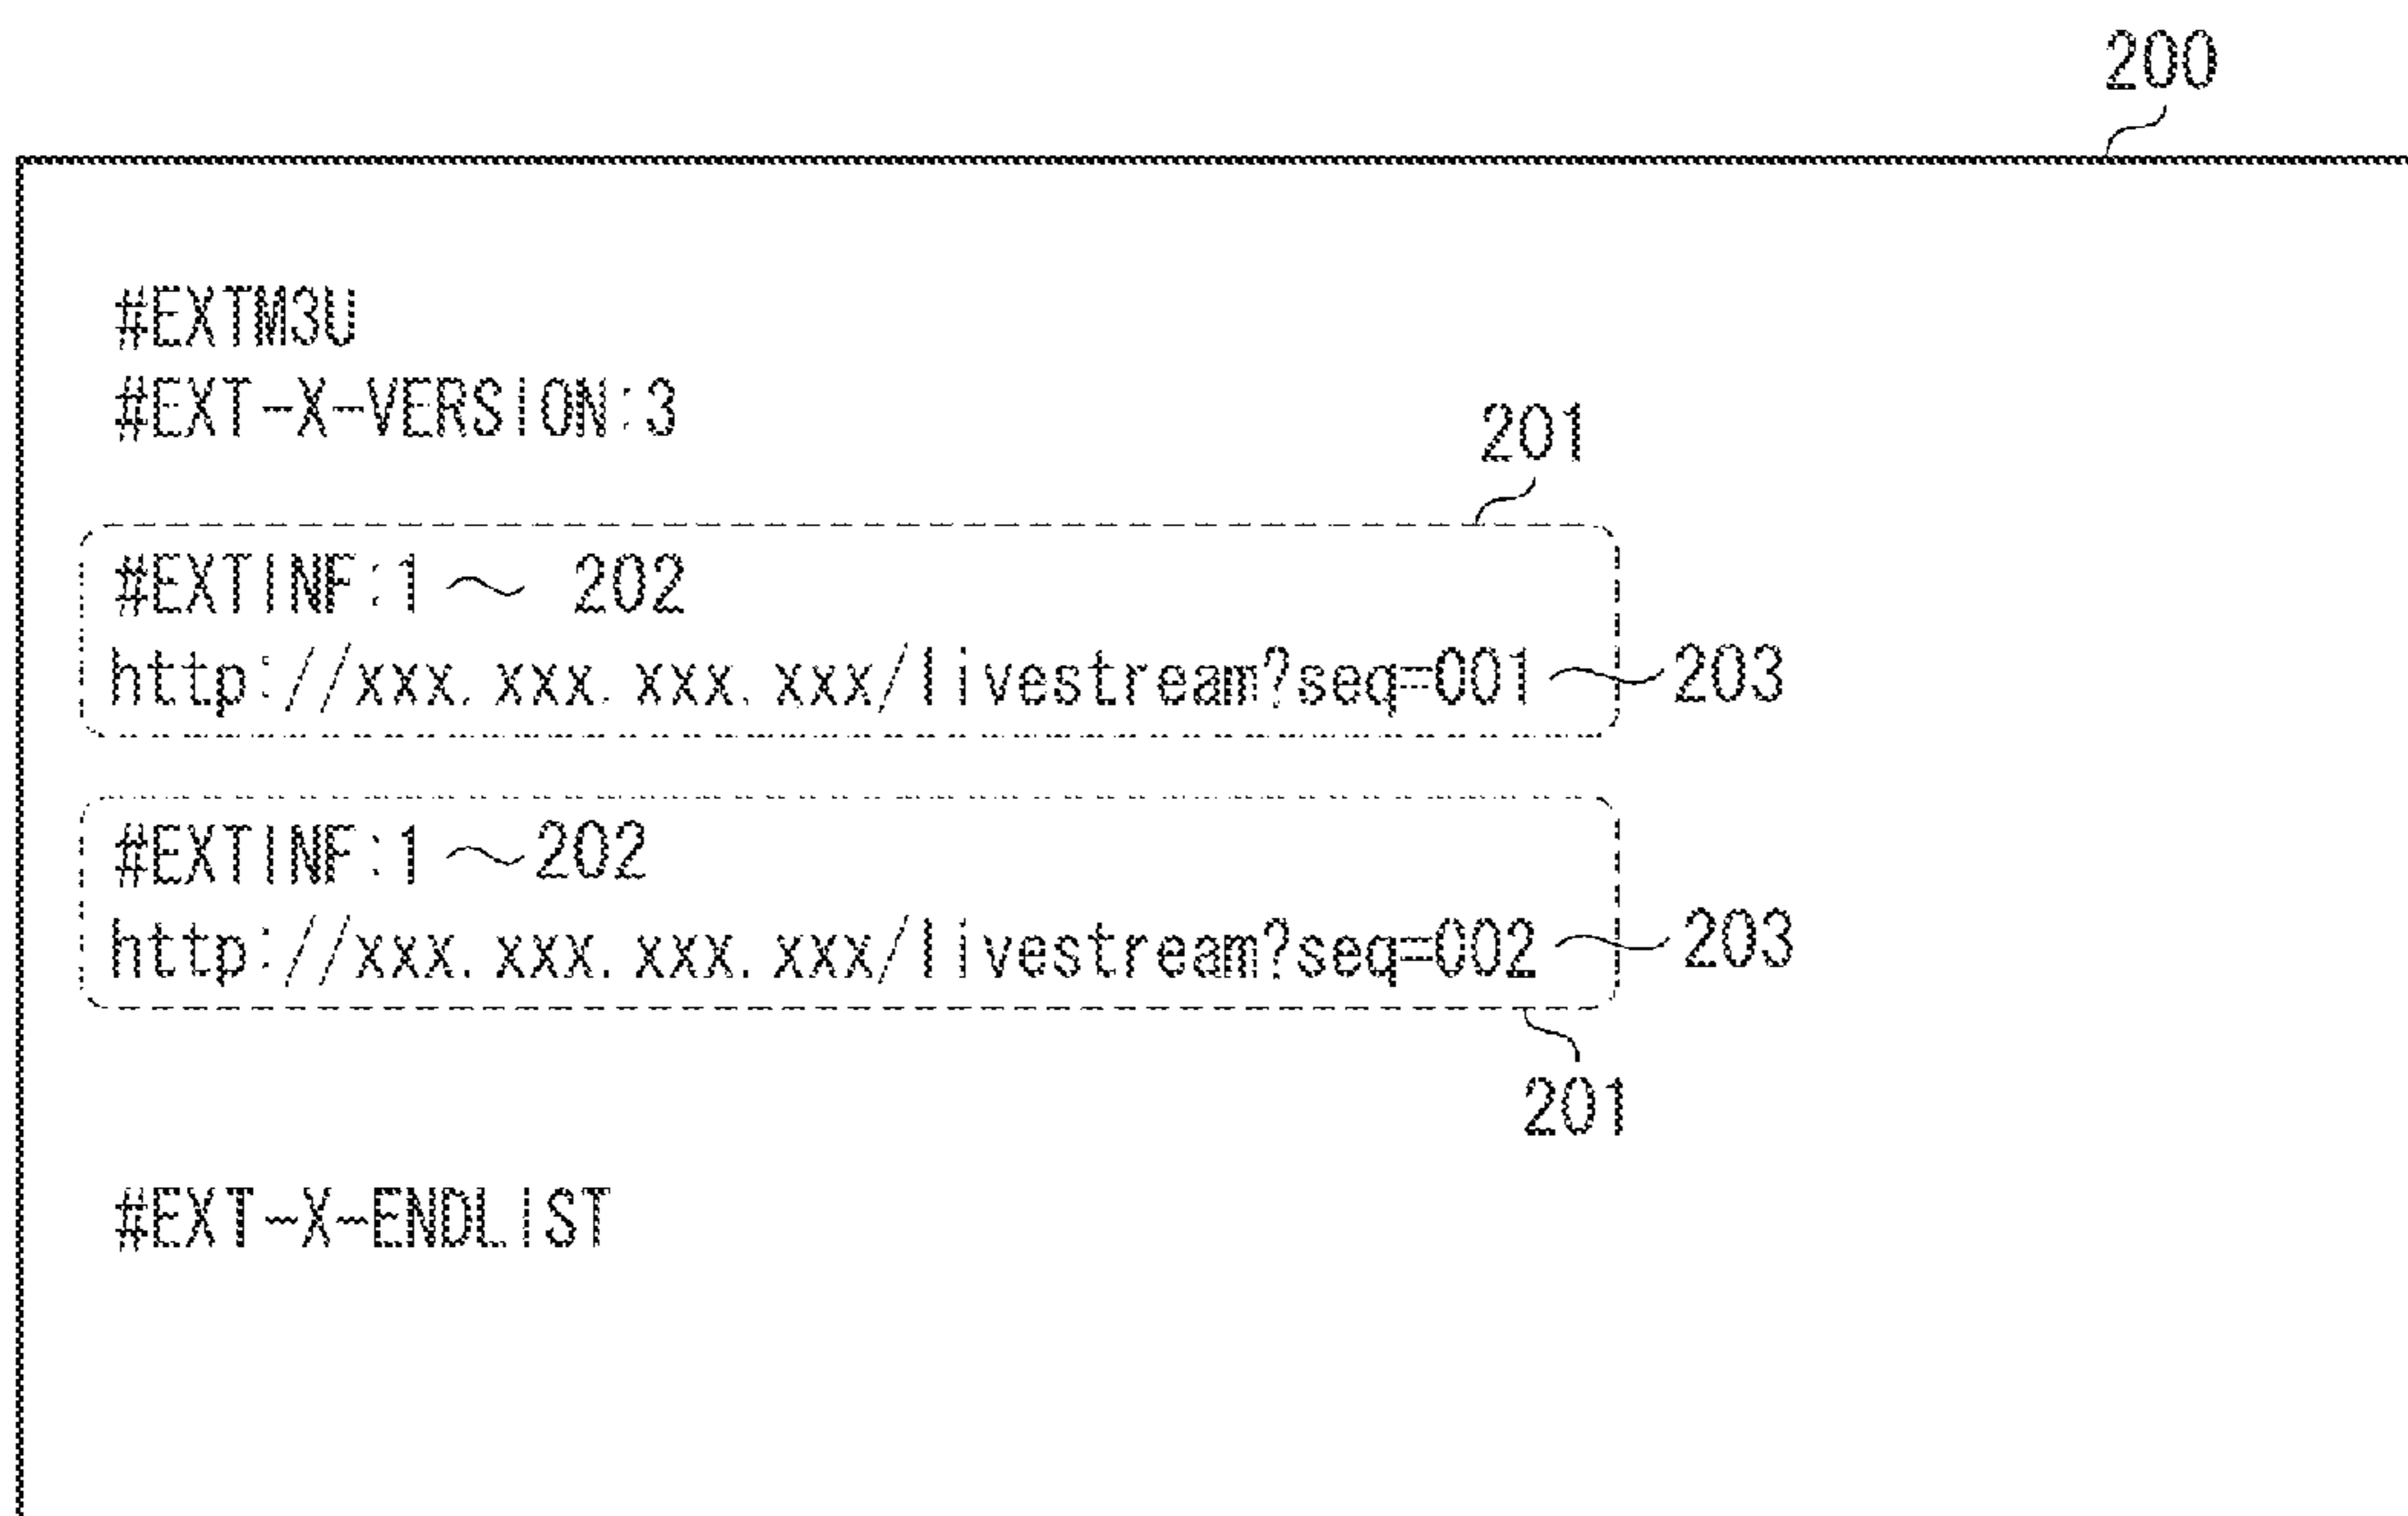 200
#EXTM3U
#EXT-X-VERSION:3
201
#EXTINF:1 202
http://xxx.xxx.xxx.xxx/livestream?seq=001 203
#EXTINF:1 202
http://xxx.xxx.xxx.xxx/livestream?seq=002 203
201
#EXT-X-ENDLIST